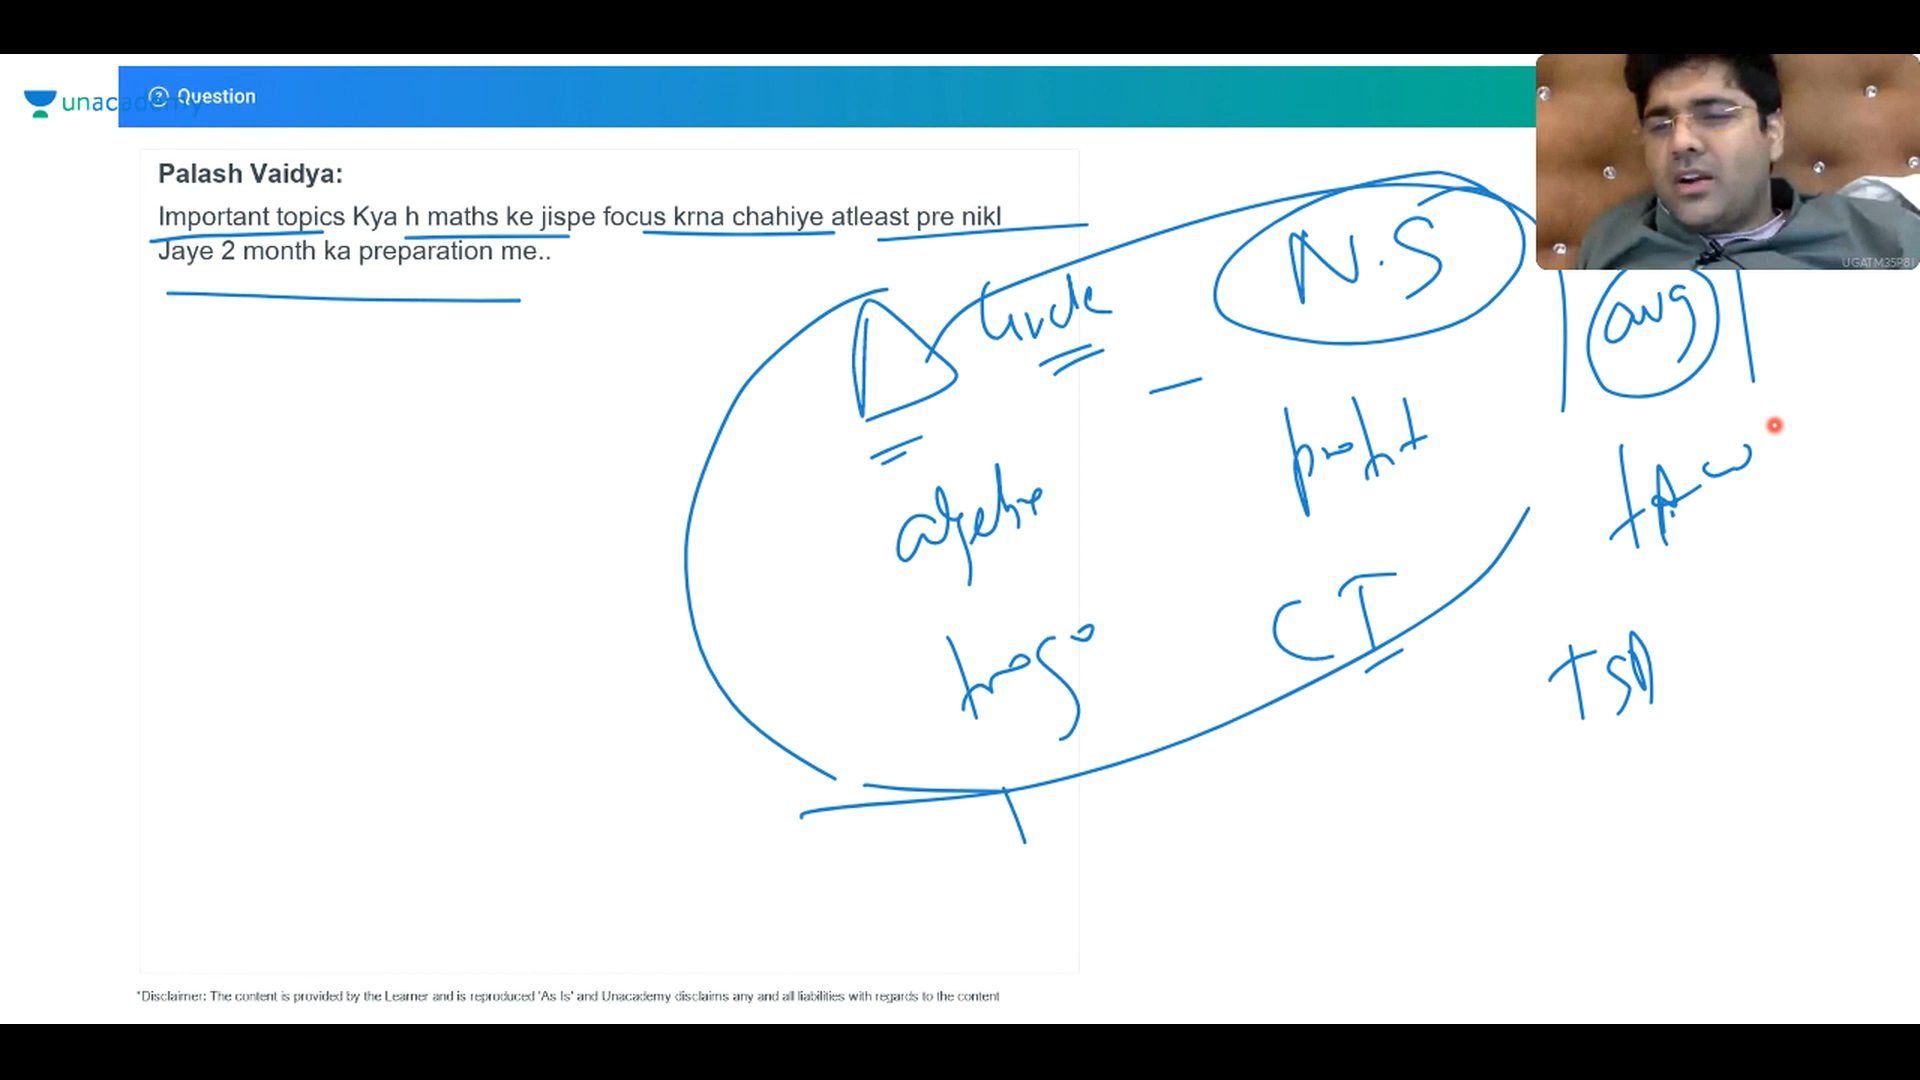 unacademy
Question
Palash Vaidya:
Important topics Kya h maths ke jispe focus krna chahiye atleast pre nikl
Jaye 2 month ka preparation me..
Circle
N.S
avg
profit
algebra
CI
trigo
TSD
UGATM35P8I
*Disclaimer: The content is provided by the Learner and is reproduced 'As Is' and Unacademy disclaims any and all liabilities with regards to the content